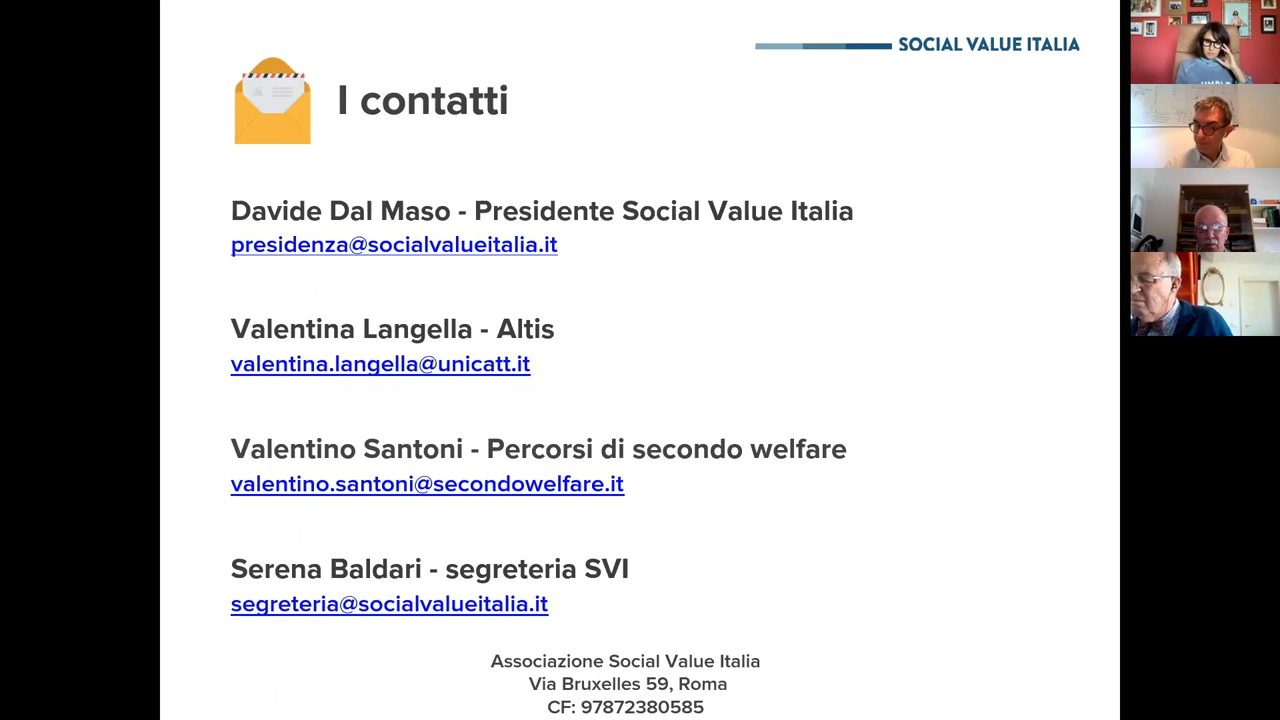 SOCIAL VALUE ITALIA
I contatti
Davide Dal Maso - Presidente Social Value Italia
presidenza@socialvalueitalia.it
Valentina Langella - Altis
valentina.langella@unicatt.it
Valentino Santoni - Percorsi di secondo welfare
valentino.santoni@secondowelfare.it
Serena Baldari - segreteria SVI
segreteria@socialvalueitalia.it
Associazione Social Value Italia
Via Bruxelles 59, Roma
CF: 97872380585